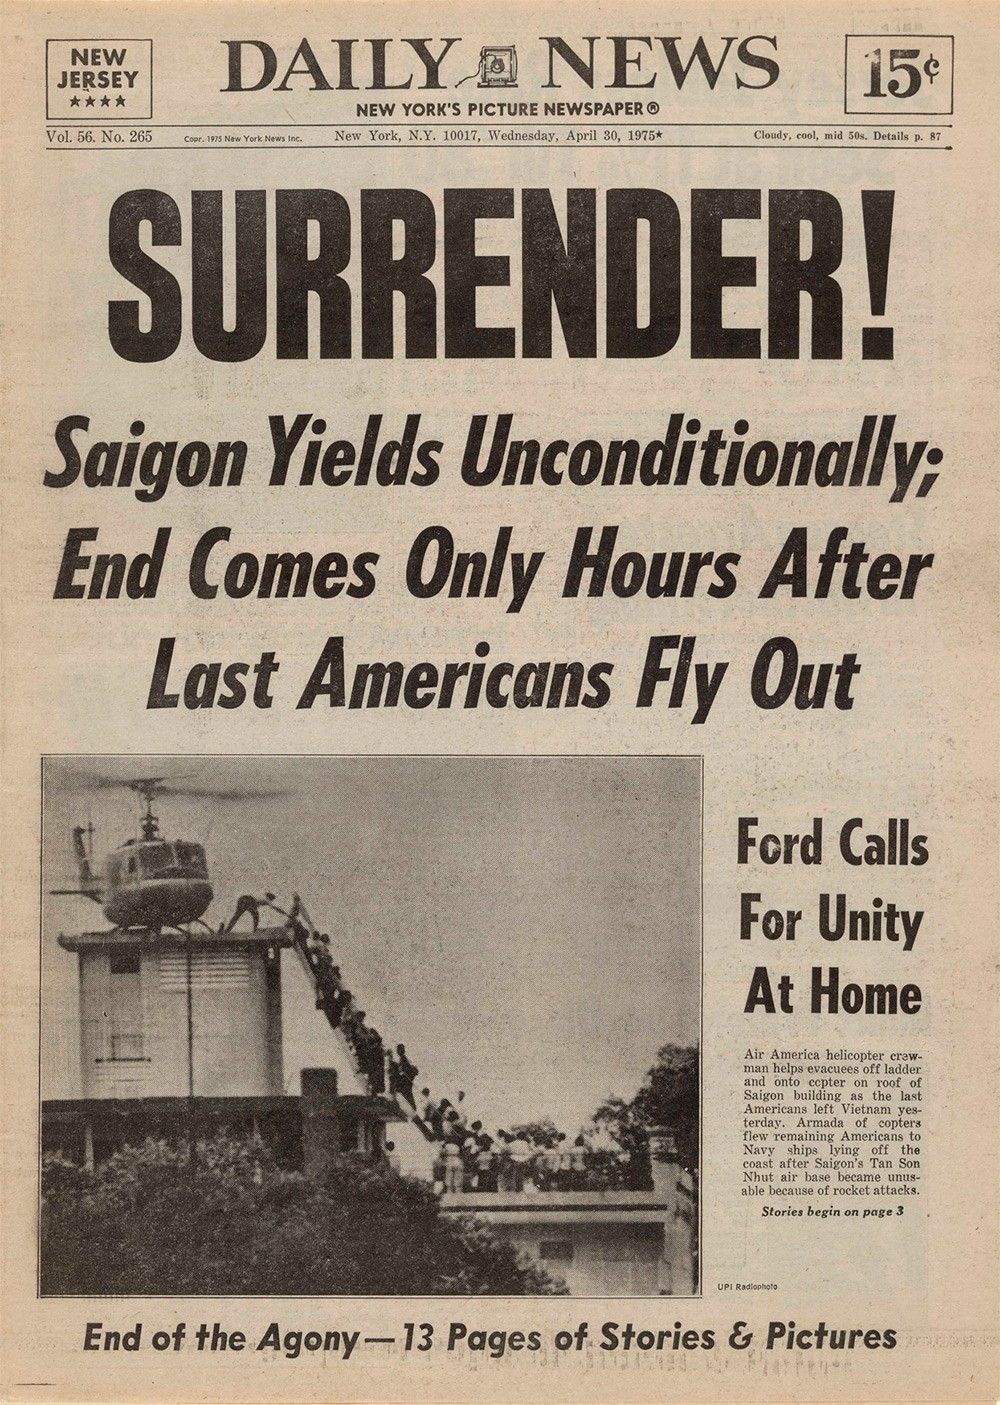 NEW
JERSEY
★★★★
DAILY NEWS
NEW YORK'S PICTURE NEWSPAPER®
15¢
Vol. 56. No. 265
Copr. 1975 New York News Inc.
New York, N.Y. 10017, Wednesday, April 30, 1975★
Cloudy, cool, mid 50s. Details p. 87
SURRENDER!
Saigon Yields Unconditionally;
End Comes Only Hours After
Last Americans Fly Out
Ford Calls
For Unity
At Home
Air America helicopter crew-
man helps evacuees off ladder
and onto copter on roof of
Saigon building as the last
Americans left Vietnam yes-
terday. Armada of copters
flew remaining Americans to
Navy ships lying off the
coast after Saigon's Tan Son
Nhut air base became unus-
able because of rocket attacks.
Stories begin on page 3
UPI Radiophoto
End of the Agony—13 Pages of Stories & Pictures